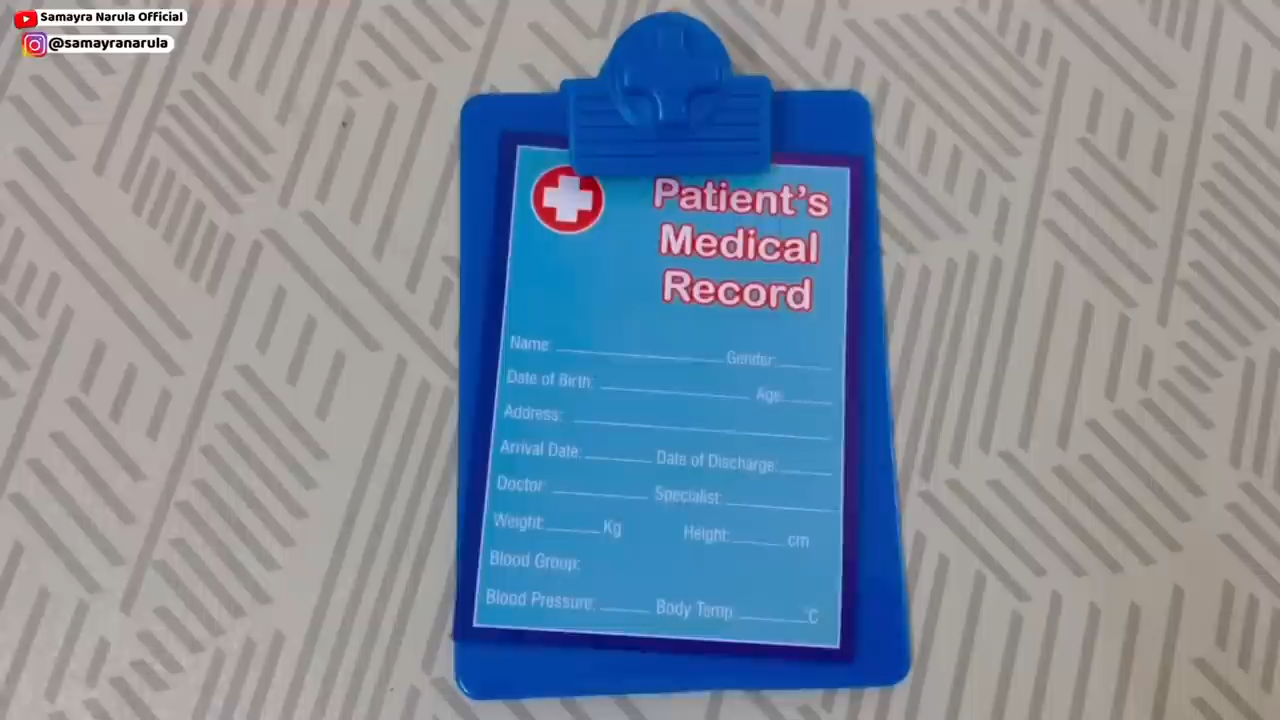 Samayra Narula Official
@samayranarula
Patient's
Medical
Record
Name: Gender:
Date of Birth: Age:
Address:
Arrival Date: Date of Discharge:
Doctor: Specialist:
Weight: Kg Height: cm
Blood Group:
Blood Pressure: Body Temp: °C